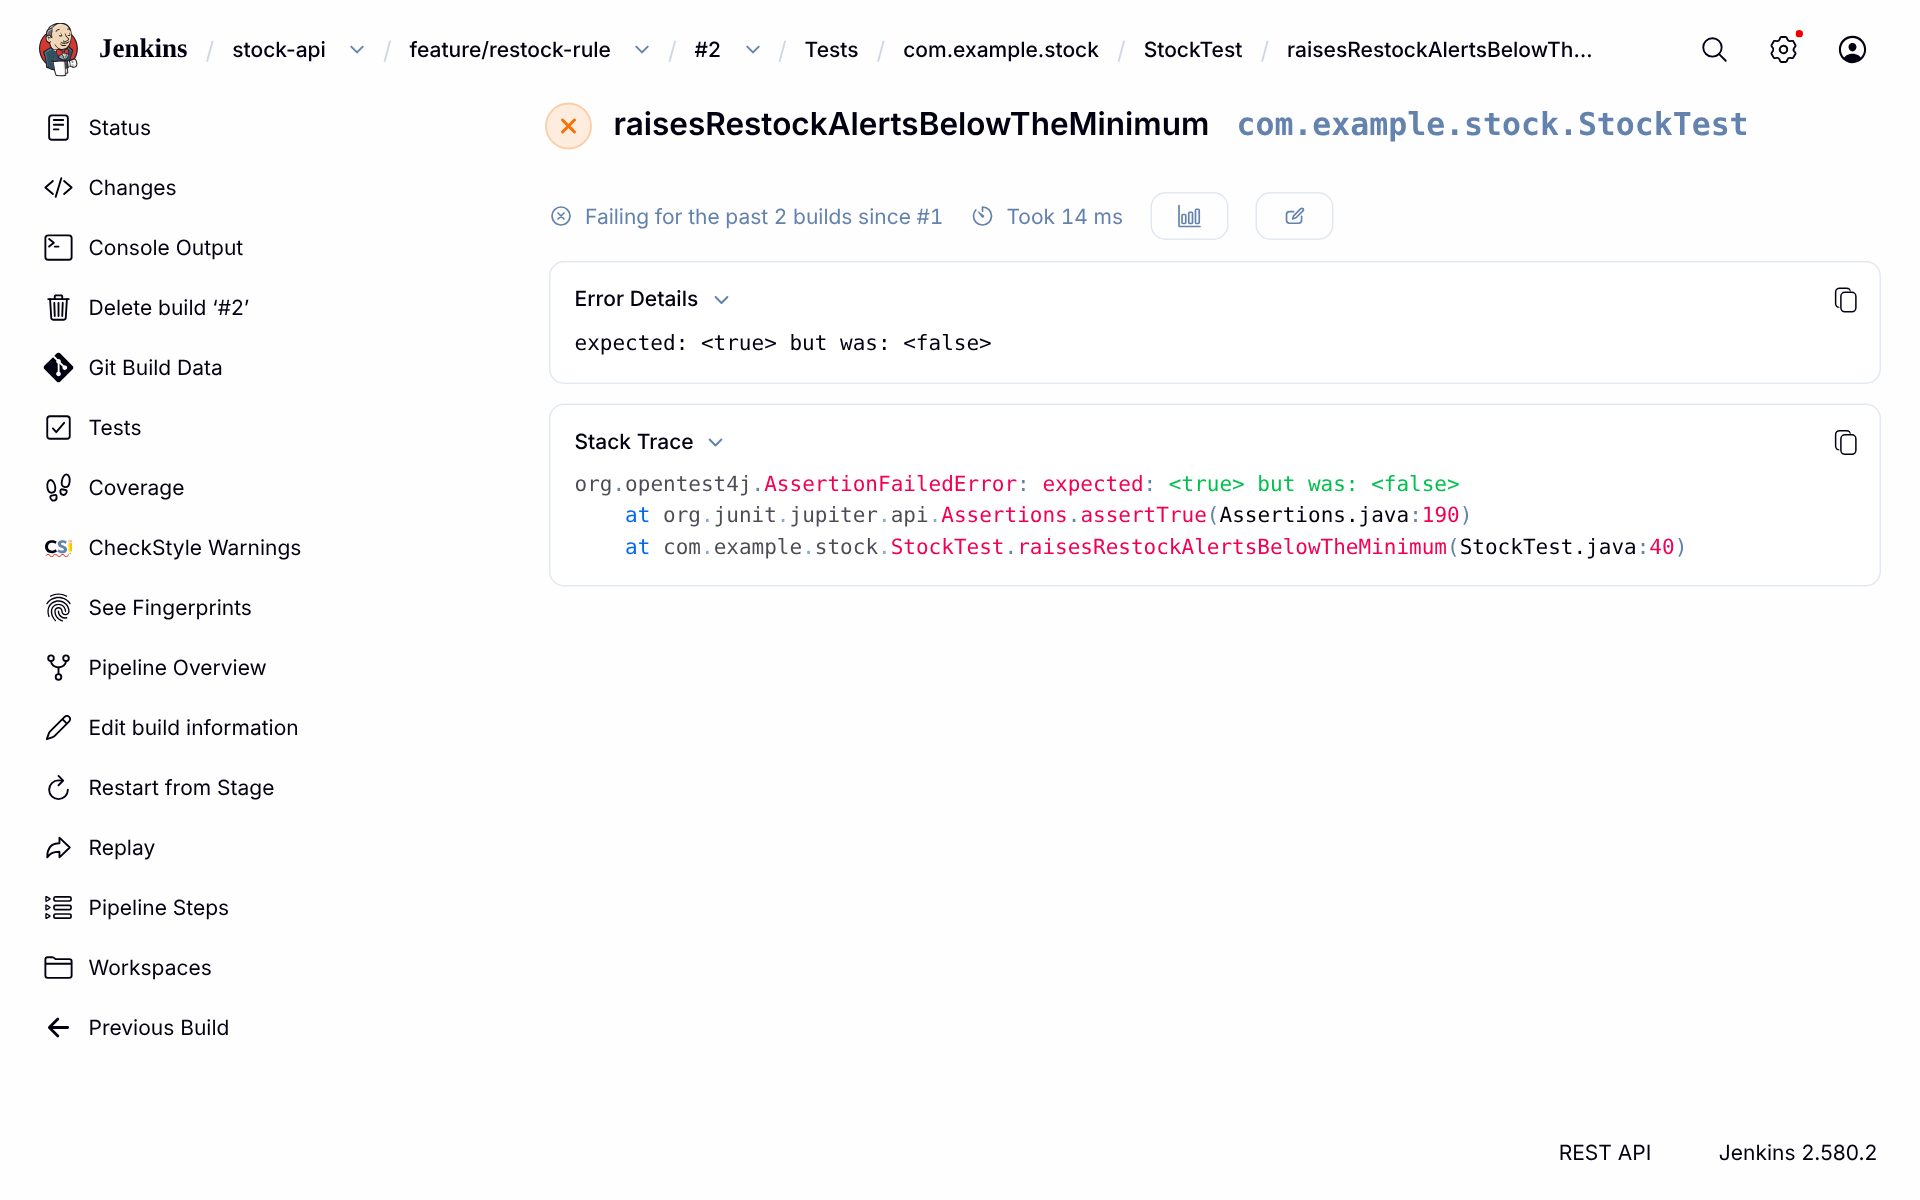 Jenkins / stock-api / feature/restock-rule / #2 / Tests / com.example.stock / StockTest / raisesRestockAlertsBelowTh...
Status
Changes
Console Output
Delete build ‘#2’
Git Build Data
Tests
Coverage
CSi CheckStyle Warnings
See Fingerprints
Pipeline Overview
Edit build information
Restart from Stage
Replay
Pipeline Steps
Workspaces
Previous Build
raisesRestockAlertsBelowTheMinimum com.example.stock.StockTest
Failing for the past 2 builds since #1 Took 14 ms
Error Details
expected: <true> but was: <false>
Stack Trace
org.opentest4j.AssertionFailedError: expected: <true> but was: <false>
at org.junit.jupiter.api.Assertions.assertTrue(Assertions.java:190)
at com.example.stock.StockTest.raisesRestockAlertsBelowTheMinimum(StockTest.java:40)
REST API Jenkins 2.580.2